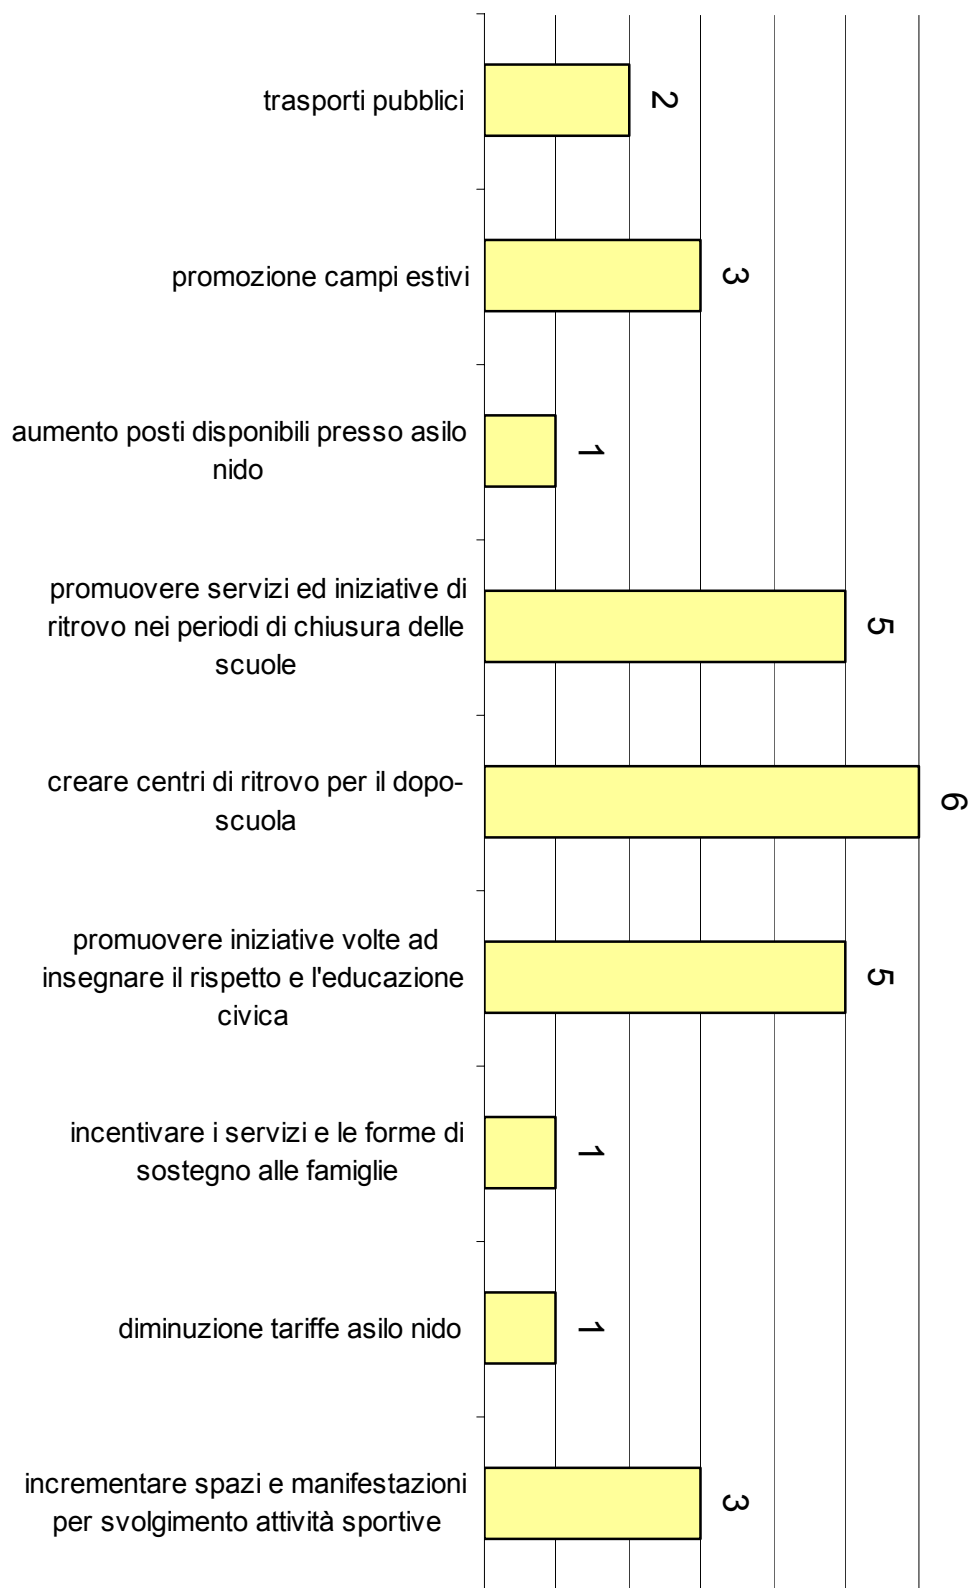 trasporti pubblici
2
promozione campi estivi
3
aumento posti disponibili presso asilo
nido
1
promuovere servizi ed iniziative di
ritrovo nei periodi di chiusura delle
scuole
5
creare centri di ritrovo per il dopo-
scuola
6
promuovere iniziative volte ad
insegnare il rispetto e l'educazione
civica
5
incentivare i servizi e le forme di
sostegno alle famiglie
1
diminuzione tariffe asilo nido
1
incrementare spazi e manifestazioni
per svolgimento attività sportive
3